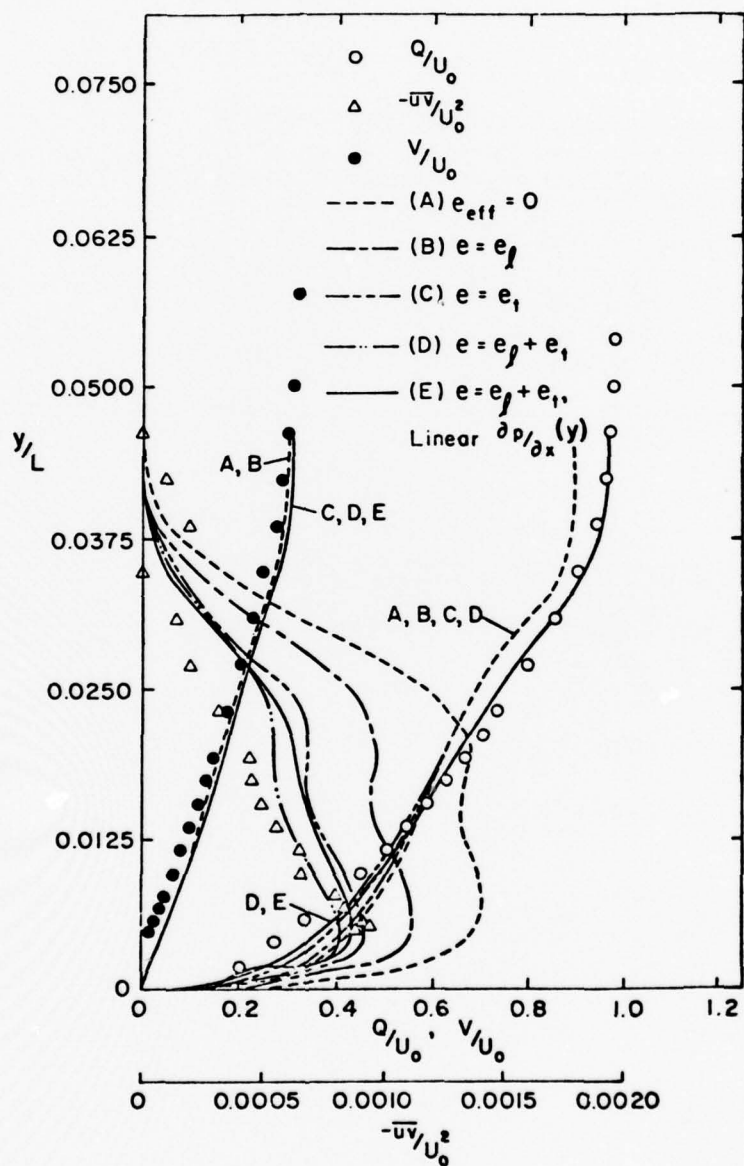 0.0750
0.0625
0.0500
0.0375
0.0250
0.0125
0
y/L
Q/U₀
-u̅v̅/U₀²
V/U₀
(A) e_eff = 0
(B) e = e_ℓ
(C) e = e_t
(D) e = e_ℓ + e_t
(E) e = e_ℓ + e_t,
Linear ∂p/∂x(y)
A, B
C, D, E
A, B, C, D
D, E
0 0.2 0.4 0.6 0.8 1.0 1.2
Q/U₀, V/U₀
0 0.0005 0.0010 0.0015 0.0020
-u̅v̅/U₀²